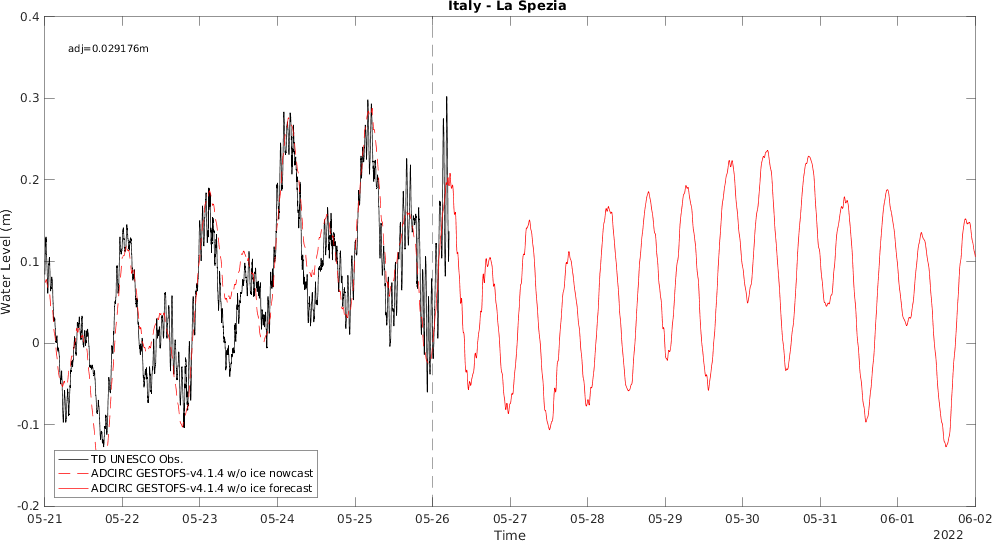 Italy - La Spezia
adj=0.029176m
Water Level (m)
0.4
0.3
0.2
0.1
0
-0.1
-0.2
TD UNESCO Obs.
ADCIRC GESTOFS-v4.1.4 w/o ice nowcast
ADCIRC GESTOFS-v4.1.4 w/o ice forecast
05-21 05-22 05-23 05-24 05-25 05-26 05-27 05-28 05-29 05-30 05-31 06-01 06-02
Time
2022